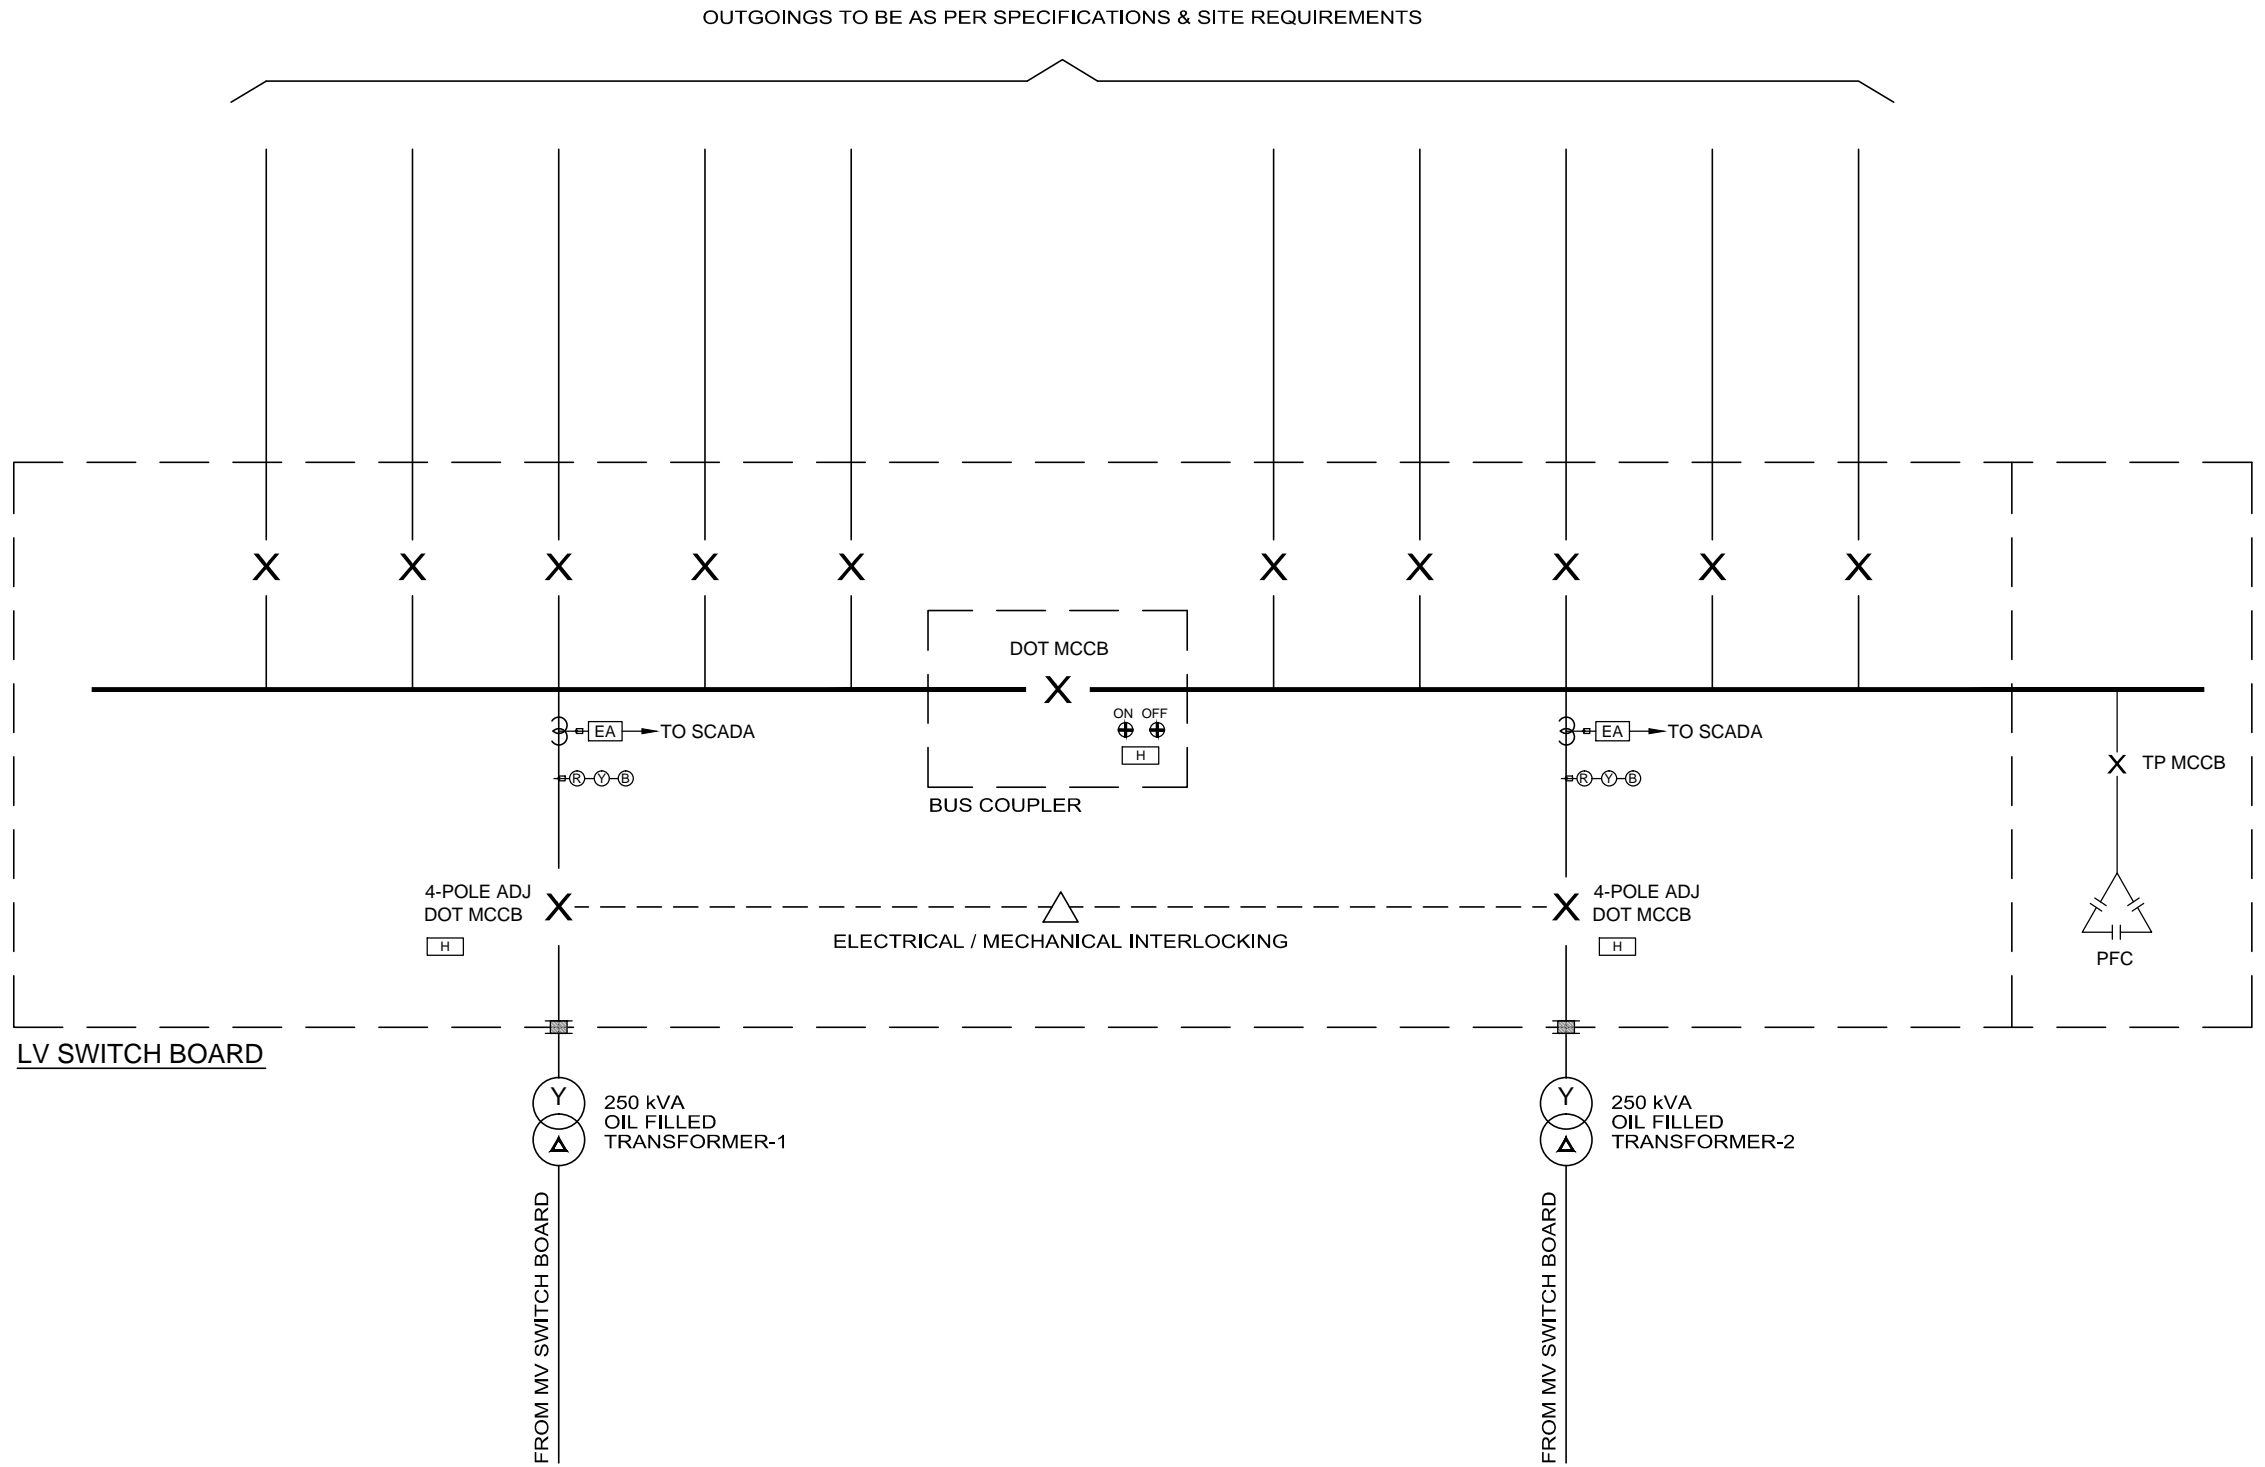 OUTGOINGS TO BE AS PER SPECIFICATIONS & SITE REQUIREMENTS
X X X X X X X X X X
DOT MCCB
X
ON OFF
H
BUS COUPLER
EA TO SCADA
R Y B
EA TO SCADA
R Y B
X TP MCCB
PFC
4-POLE ADJ
DOT MCCB X
H
ELECTRICAL / MECHANICAL INTERLOCKING
X 4-POLE ADJ
DOT MCCB
H
LV SWITCH BOARD
Y
250 kVA
OIL FILLED
TRANSFORMER-1
Y
250 kVA
OIL FILLED
TRANSFORMER-2
FROM MV SWITCH BOARD
FROM MV SWITCH BOARD